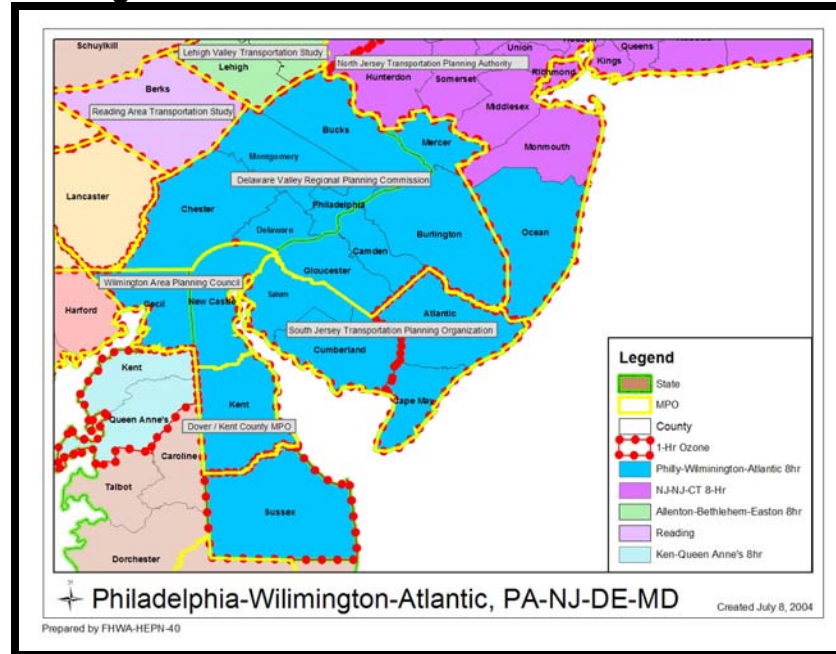 Schuylkill
Lehigh Valley Transportation Study
Lehigh
North Jersey Transportation Planning Authority
Union
Queens
Kings
Richmond
Hunterdon
Somerset
Berks
Middlesex
Reading Area Transportation Study
Bucks
Mercer
Monmouth
Montgomery
Delaware Valley Regional Planning Commission
Lancaster
Chester
Philadelphia
Delaware
Burlington
Ocean
Camden
Gloucester
Wilmington Area Planning Council
Cecil
New Castle
Salem
Harford
Atlantic
South Jersey Transportation Planning Organization
Cumberland
Kent
Cape May
Kent
Queen Anne's
Dover / Kent County MPO
Caroline
Talbot
Sussex
Dorchester
Legend
State
MPO
County
1-Hr Ozone
Philly-Wilmington-Atlantic 8hr
NJ-NJ-CT 8-Hr
Allenton-Bethlehem-Easton 8hr
Reading
Ken-Queen Anne's 8hr
Philadelphia-Wilimington-Atlantic, PA-NJ-DE-MD
Created July 8, 2004
Prepared by FHWA-HEPN-40